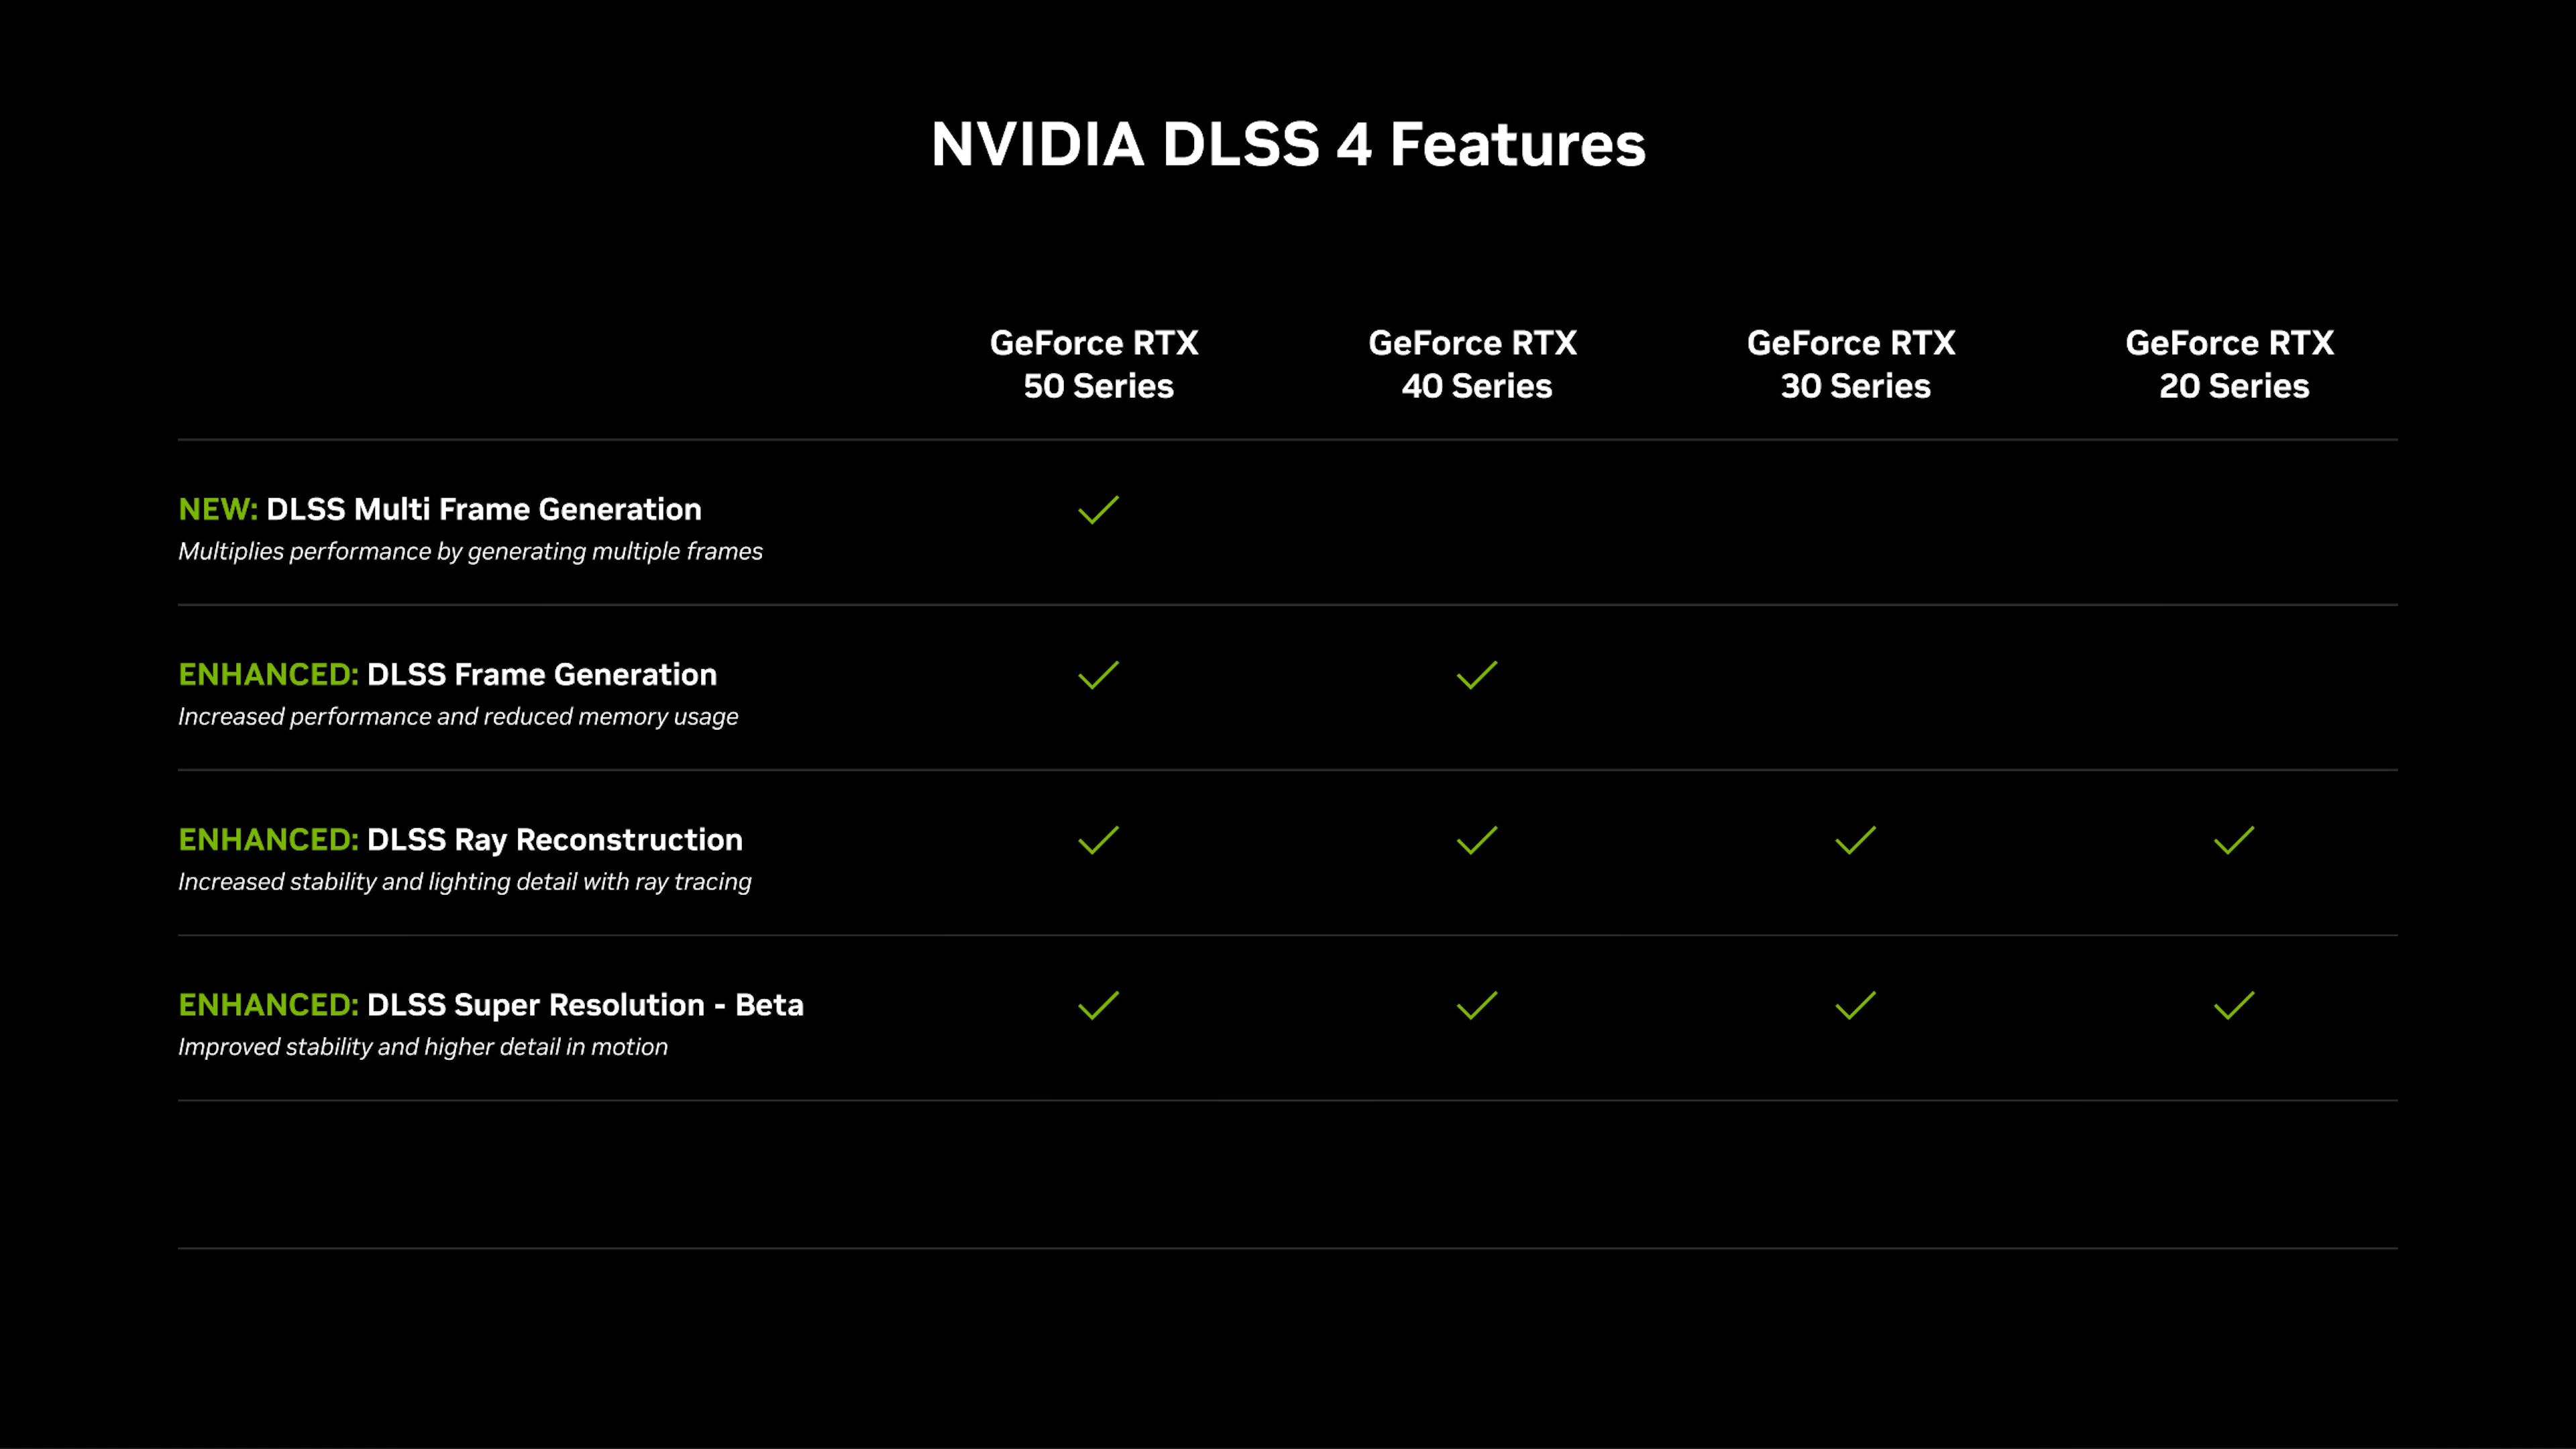 NVIDIA DLSS 4 Features
GeForce RTX
50 Series
GeForce RTX
40 Series
GeForce RTX
30 Series
GeForce RTX
20 Series
NEW: DLSS Multi Frame Generation
Multiplies performance by generating multiple frames
ENHANCED: DLSS Frame Generation
Increased performance and reduced memory usage
ENHANCED: DLSS Ray Reconstruction
Increased stability and lighting detail with ray tracing
ENHANCED: DLSS Super Resolution - Beta
Improved stability and higher detail in motion